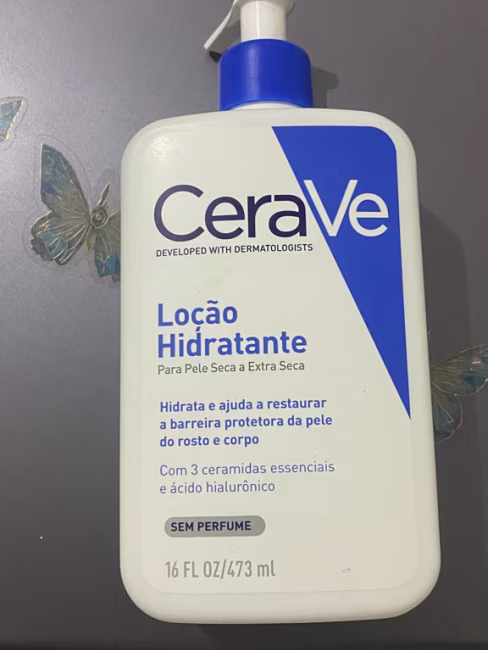 CeraVe
DEVELOPED WITH DERMATOLOGISTS
Loção
Hidratante
Para Pele Seca a Extra Seca
Hidrata e ajuda a restaurar
a barreira protetora da pele
do rosto e corpo
Com 3 ceramidas essenciais
e ácido hialurônico
SEM PERFUME
16 FL OZ/473 ml